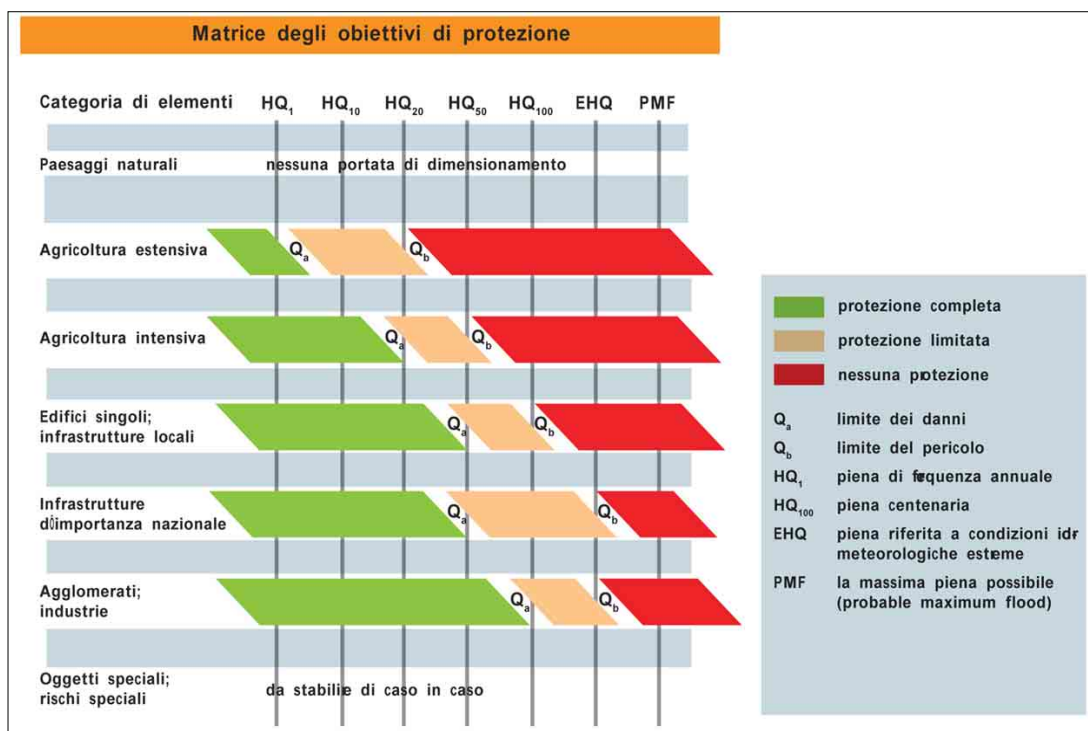 Matrice degli obiettivi di protezione
Categoria di elementi HQ1 HQ10 HQ20 HQ50 HQ100 EHQ PMF
Paesaggi naturali nessuna portata di dimensionamento
Agricoltura estensiva Qa Qb
Agricoltura intensiva Qa Qb
Edifici singoli;
infrastrutture locali Qa Qb
Infrastrutture
dÕimportanza nazionale Qa Qb
Agglomerati;
industrie Qa Qb
Oggetti speciali;
rischi speciali da stabilire di caso in caso
protezione completa
protezione limitata
nessuna protezione
Qa limite dei danni
Qb limite del pericolo
HQ1 piena di frequenza annuale
HQ100 piena centenaria
EHQ piena riferita a condizioni idr-
meteorologiche estreme
PMF la massima piena possibile
(probable maximum flood)